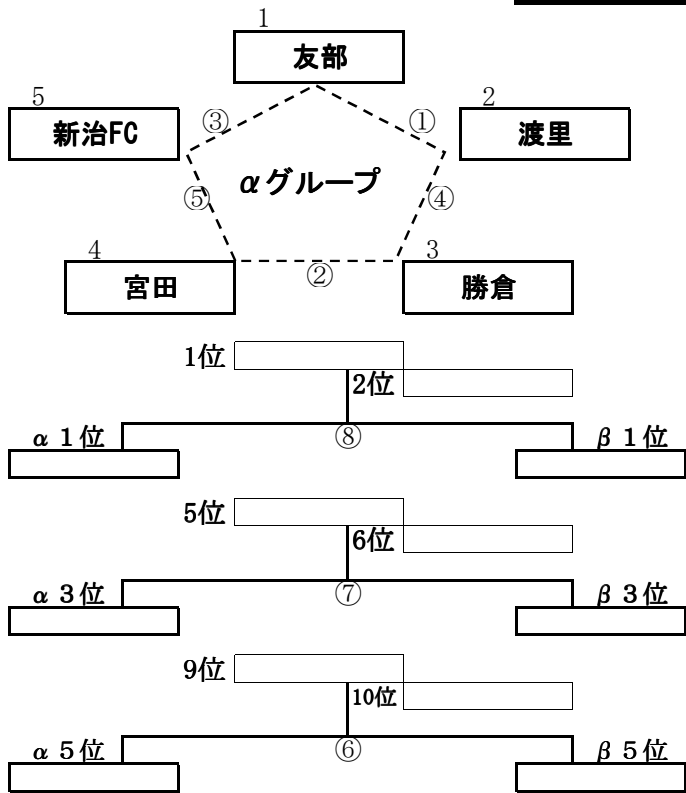 1
友部
5
2
新治FC
③
①
渡里
αグループ
⑤
④
4
3
宮田
②
勝倉
1位
2位
α 1位
⑧
β 1位
5位
6位
α 3位
⑦
β 3位
9位
10位
α 5位
⑥
β 5位